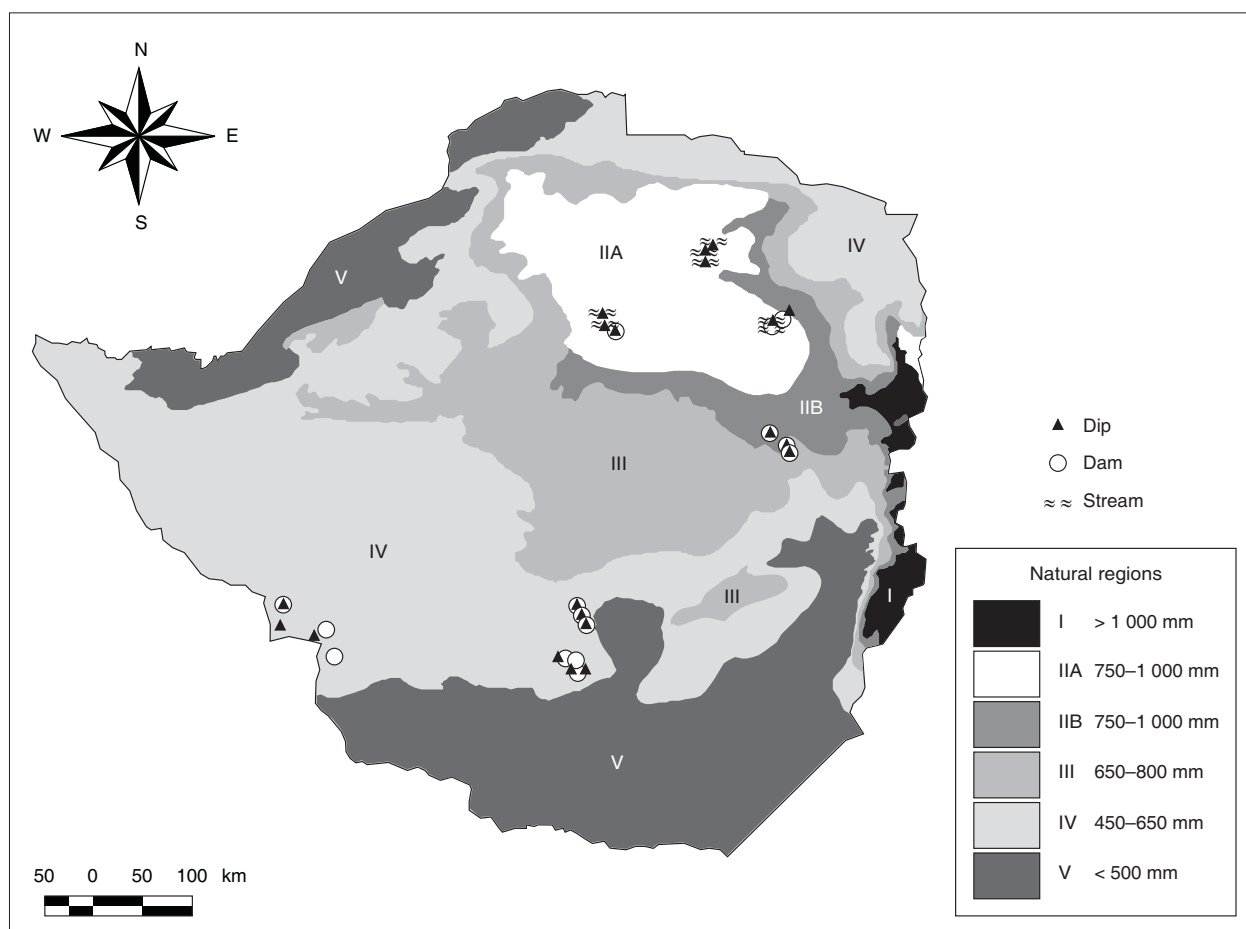 N
W E
S
V
IIA
IV
IIB
III
IV
III
I
V
Dip
Dam
Stream
Natural regions
I > 1 000 mm
IIA 750–1 000 mm
IIB 750–1 000 mm
III 650–800 mm
IV 450–650 mm
V < 500 mm
50 0 50 100 km